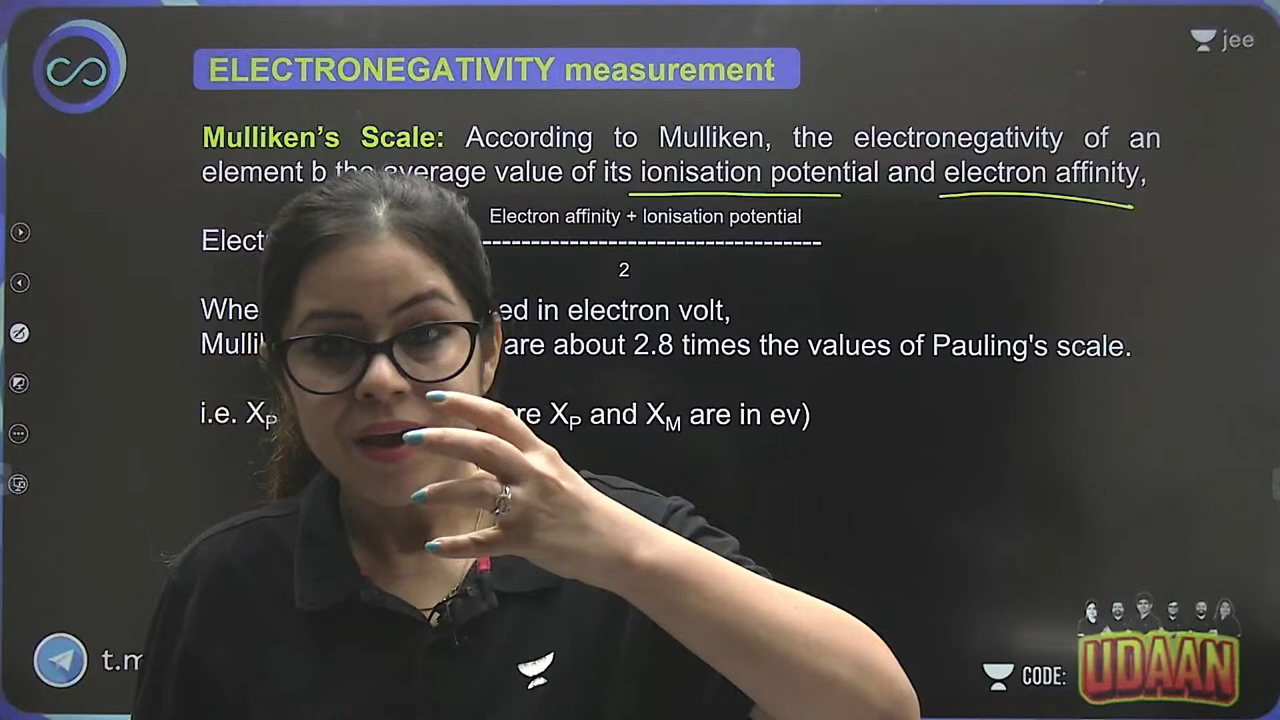 jee
ELECTRONEGATIVITY measurement
Mulliken's Scale: According to Mulliken, the electronegativity of an
element b the average value of its ionisation potential and electron affinity,
Electron affinity + Ionisation potential
Elect
2
Whe ed in electron volt,
Mulli are about 2.8 times the values of Pauling's scale.
i.e. XP re XP and XM are in ev)
t.m
CODE: UDAAN